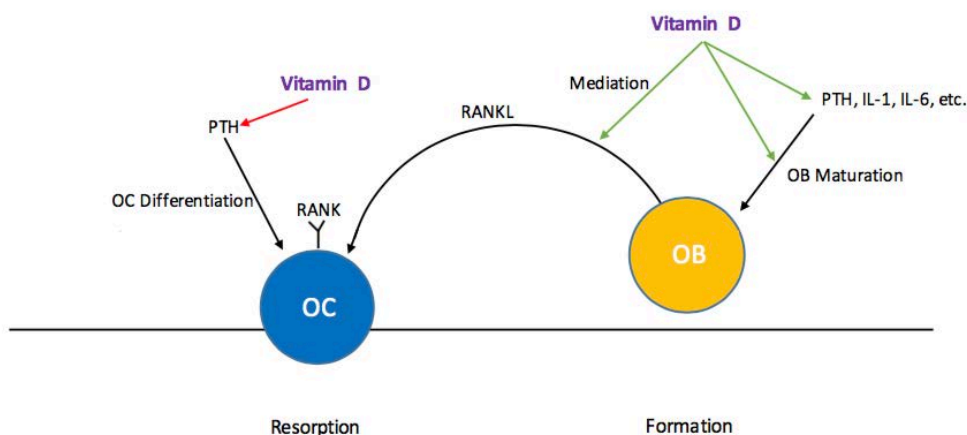 Vitamin D
Vitamin D
Mediation
PTH, IL-1, IL-6, etc.
RANKL
PTH
OB Maturation
OC Differentiation
RANK
OB
OC
Resorption
Formation